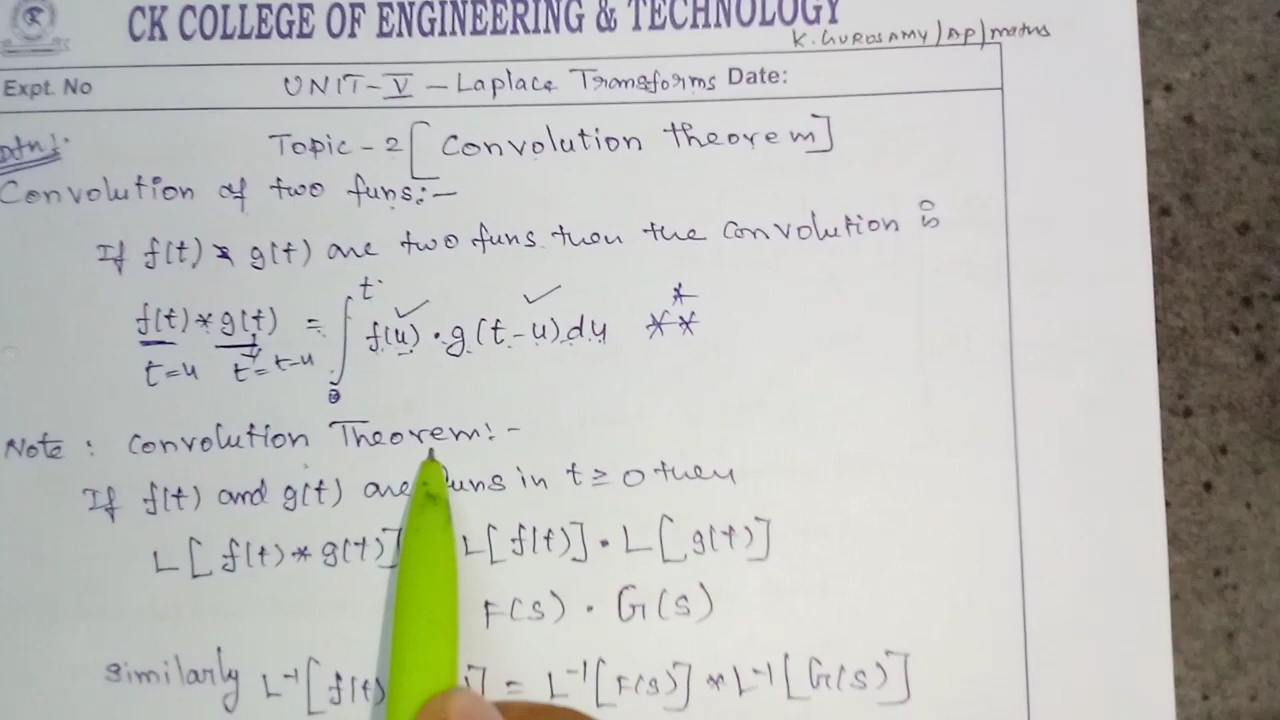 CK COLLEGE OF ENGINEERING & TECHNOLOGY
K. GUROSAMY/AP/maths
Expt. No UNIT-V - Laplace Transforms Date:
Topic - 2 [Convolution theorem]
Convolution of two funs:-
If f(t) & g(t) are two funs then the convolution is
f(t) * g(t) = ∫₀ᵗ f(u) · g(t-u) du ***
t=u t=t-u
Note: Convolution Theorem:-
If f(t) and g(t) are funs in t ≥ 0 then
L[f(t) * g(t)] L[f(t)] · L[g(t)]
F(s) · G(s)
Similarly L⁻¹[f(t) ] = L⁻¹[F(s)] * L⁻¹[G(s)]